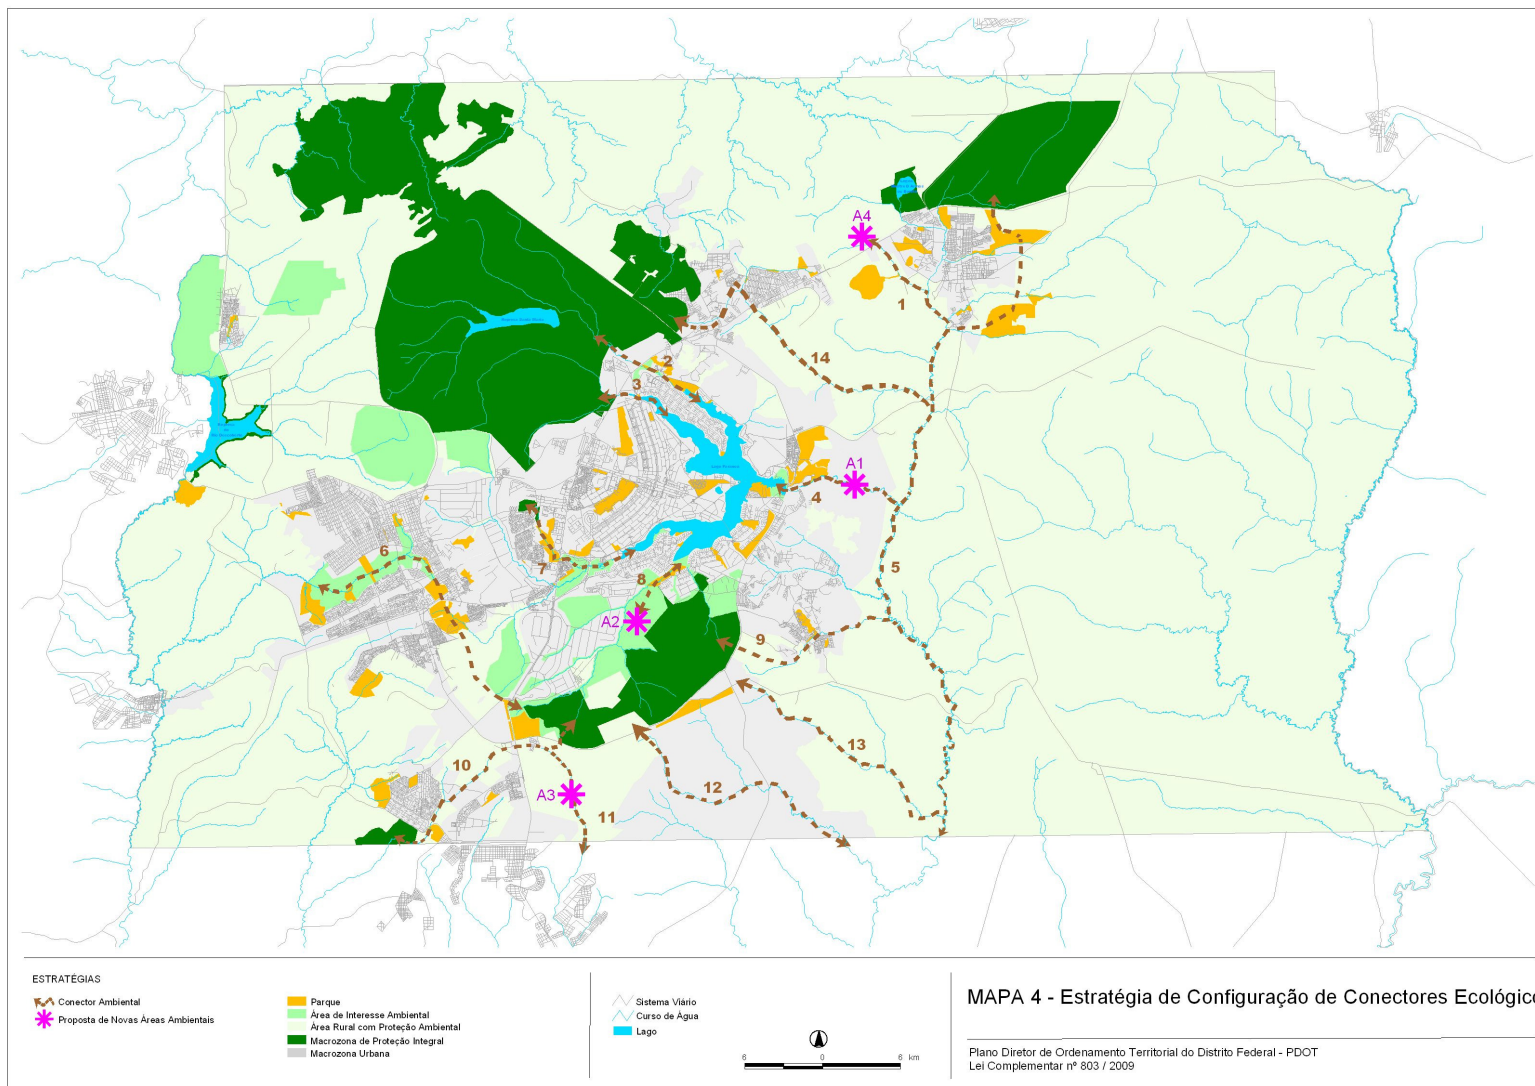 A4
1
14
2
3
A1
4
5
6
7
8
A2
9
13
12
10
A3
11
ESTRATÉGIAS
Conector Ambiental
Proposta de Novas Áreas Ambientais
Parque
Área de Interesse Ambiental
Área Rural com Proteção Ambiental
Macrozona de Proteção Integral
Macrozona Urbana
Sistema Viário
Curso de Água
Lago
6 0 6 km
MAPA 4 - Estratégia de Configuração de Conectores Ecológico
Plano Diretor de Ordenamento Territorial do Distrito Federal - PDOT
Lei Complementar nº 803 / 2009